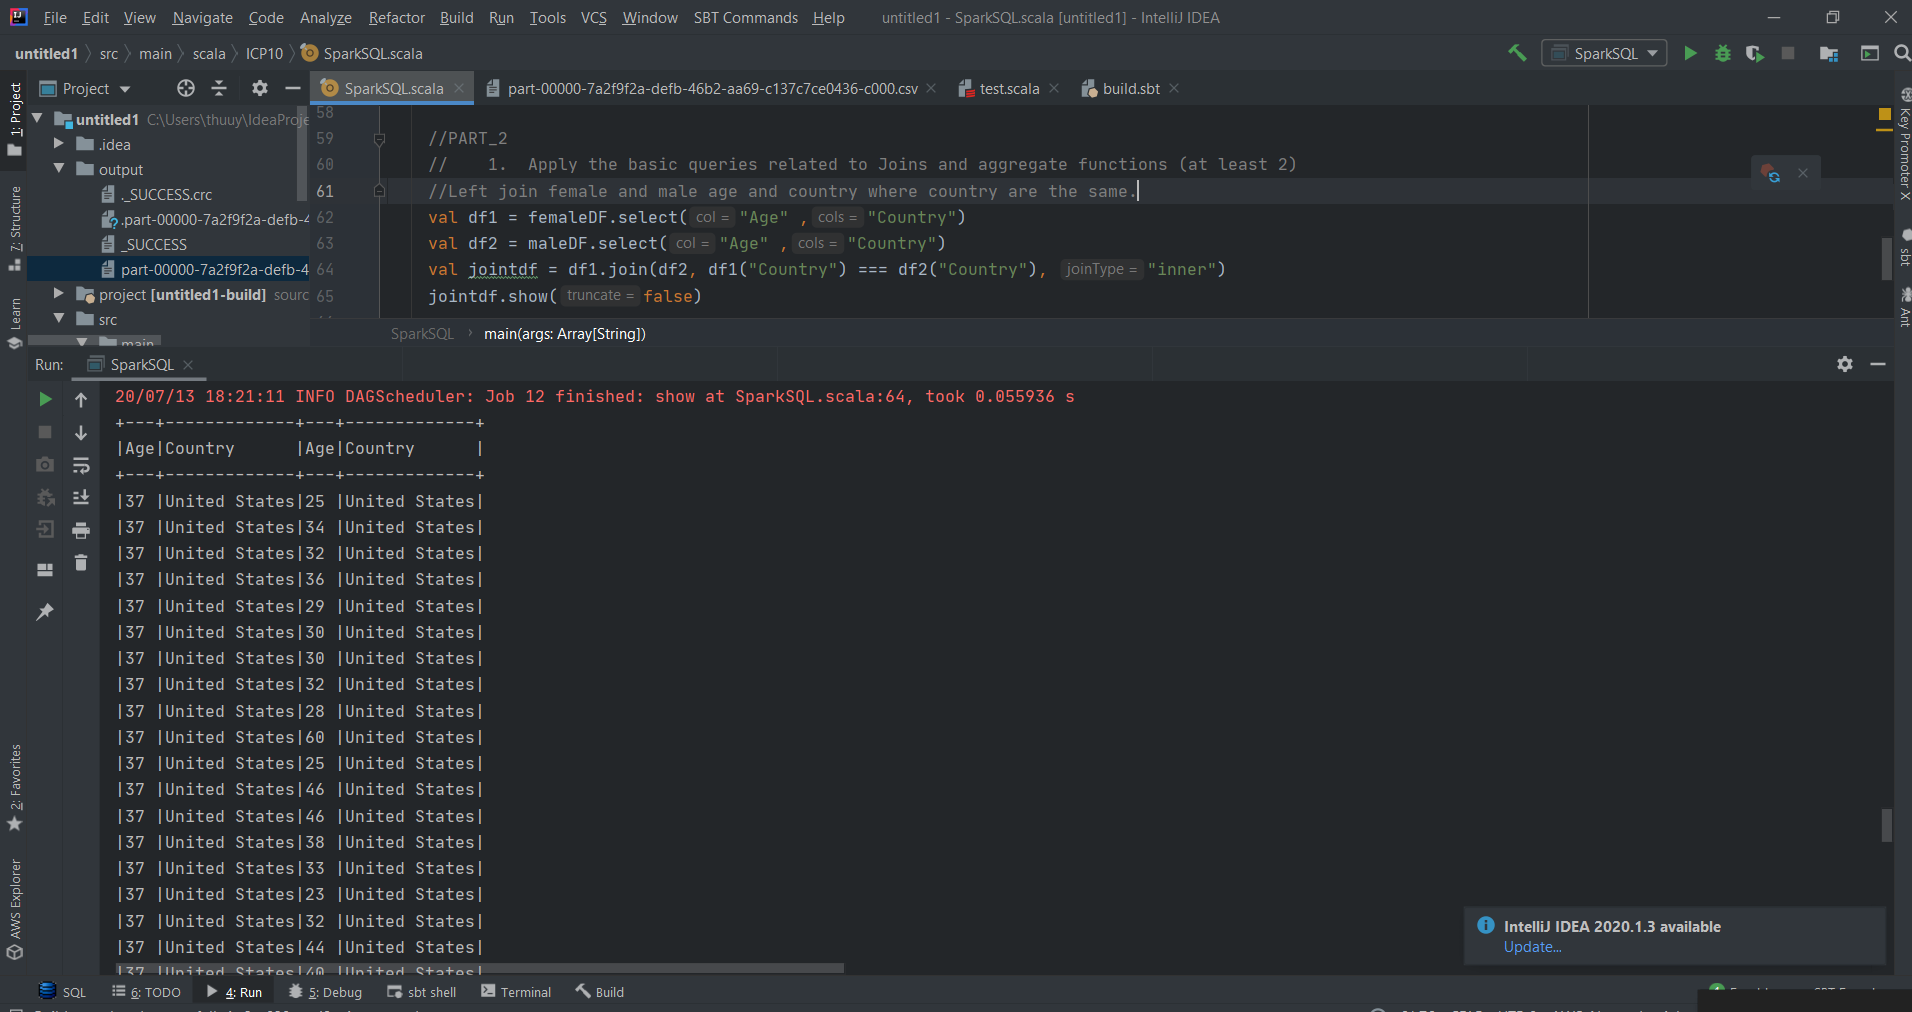 File Edit View Navigate Code Analyze Refactor Build Run Tools VCS Window SBT Commands Help untitled1 - SparkSQL.scala [untitled1] - IntelliJ IDEA
untitled1 src main scala ICP10 SparkSQL.scala SparkSQL
Project SparkSQL.scala part-00000-7a2f9f2a-defb-46b2-aa69-c137c7ce0436-c000.csv test.scala build.sbt
1: Project
7: Structure
Learn
2: Favorites
AWS Explorer
untitled1 C:\Users\thuuy\IdeaProje
.idea
output
._SUCCESS.crc
.part-00000-7a2f9f2a-defb-4
_SUCCESS
part-00000-7a2f9f2a-defb-4
project [untitled1-build] sourc
src
main
58
59 //PART_2
60 // 1. Apply the basic queries related to Joins and aggregate functions (at least 2)
61 //Left join female and male age and country where country are the same.
62 val df1 = femaleDF.select( col = "Age" , cols = "Country")
63 val df2 = maleDF.select( col = "Age" , cols = "Country")
64 val jointdf = df1.join(df2, df1("Country") === df2("Country"), joinType = "inner")
65 jointdf.show( truncate = false)
SparkSQL main(args: Array[String])
Key Promoter X
sbt
Ant
Run: SparkSQL
20/07/13 18:21:11 INFO DAGScheduler: Job 12 finished: show at SparkSQL.scala:64, took 0.055936 s
+---+-------------+---+-------------+
|Age|Country      |Age|Country      |
+---+-------------+---+-------------+
|37 |United States|25 |United States|
|37 |United States|34 |United States|
|37 |United States|32 |United States|
|37 |United States|36 |United States|
|37 |United States|29 |United States|
|37 |United States|30 |United States|
|37 |United States|30 |United States|
|37 |United States|32 |United States|
|37 |United States|28 |United States|
|37 |United States|60 |United States|
|37 |United States|25 |United States|
|37 |United States|46 |United States|
|37 |United States|46 |United States|
|37 |United States|38 |United States|
|37 |United States|33 |United States|
|37 |United States|23 |United States|
|37 |United States|32 |United States|
|37 |United States|44 |United States|
|37 |United States|40 |United States|
IntelliJ IDEA 2020.1.3 available
Update...
SQL 6: TODO 4: Run 5: Debug sbt shell Terminal Build